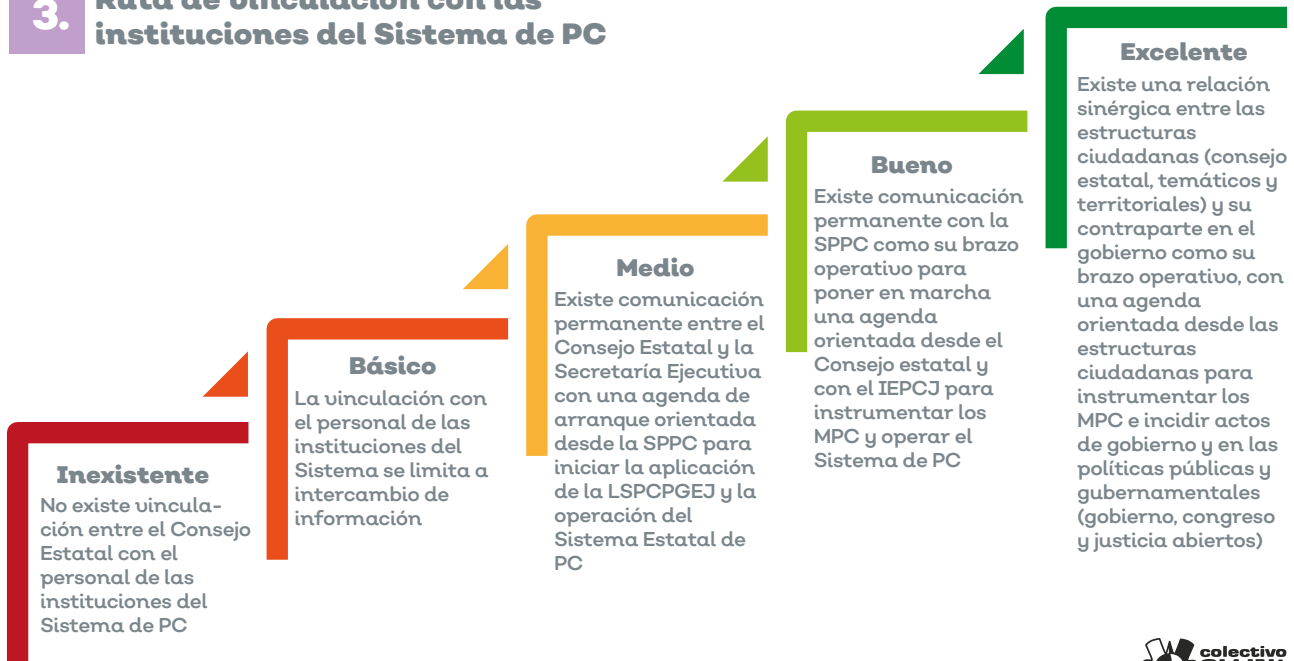 3.
Ruta de vinculación con las
instituciones del Sistema de PC
Inexistente
No existe vincula-
ción entre el Consejo
Estatal con el
personal de las
instituciones del
Sistema de PC
Básico
La vinculación con
el personal de las
instituciones del
Sistema se limita a
intercambio de
información
Medio
Existe comunicación
permanente entre el
Consejo Estatal y la
Secretaría Ejecutiva
con una agenda de
arranque orientada
desde la SPPC para
iniciar la aplicación
de la LSPCPGEJ y la
operación del
Sistema Estatal de
PC
Bueno
Existe comunicación
permanente con la
SPPC como su brazo
operativo para
poner en marcha
una agenda
orientada desde el
Consejo estatal y
con el IEPCJ para
instrumentar los
MPC y operar el
Sistema de PC
Excelente
Existe una relación
sinérgica entre las
estructuras
ciudadanas (consejo
estatal, temáticos y
territoriales) y su
contraparte en el
gobierno como su
brazo operativo, con
una agenda
orientada desde las
estructuras
ciudadanas para
instrumentar los
MPC e incidir actos
de gobierno y en las
políticas públicas y
gubernamentales
(gobierno, congreso
y justicia abiertos)
colectivo